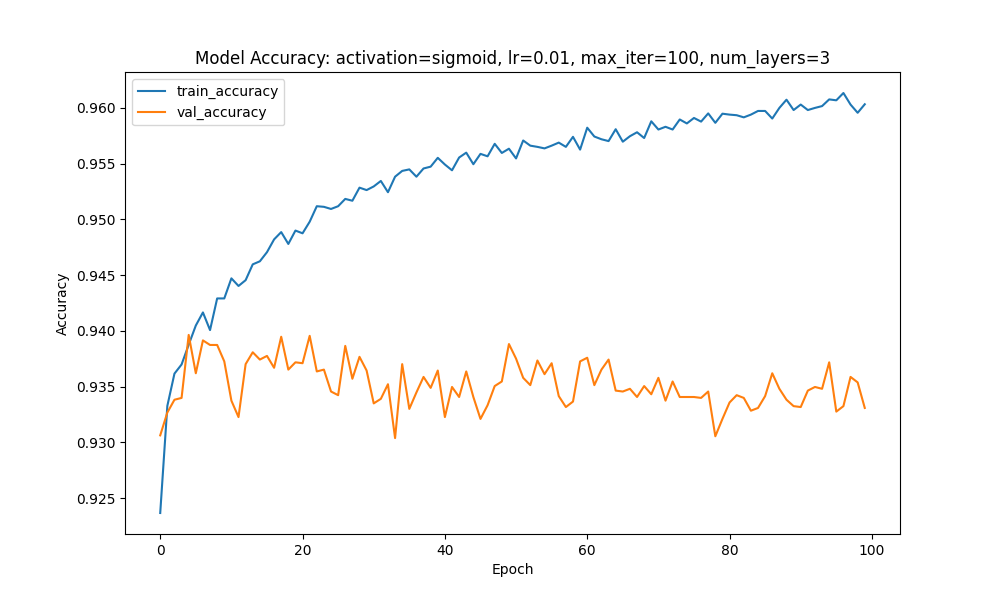 Model Accuracy: activation=sigmoid, lr=0.01, max_iter=100, num_layers=3
train_accuracy
val_accuracy
0.960
0.955
0.950
0.945
0.940
0.935
0.930
0.925
Accuracy
0 20 40 60 80 100
Epoch